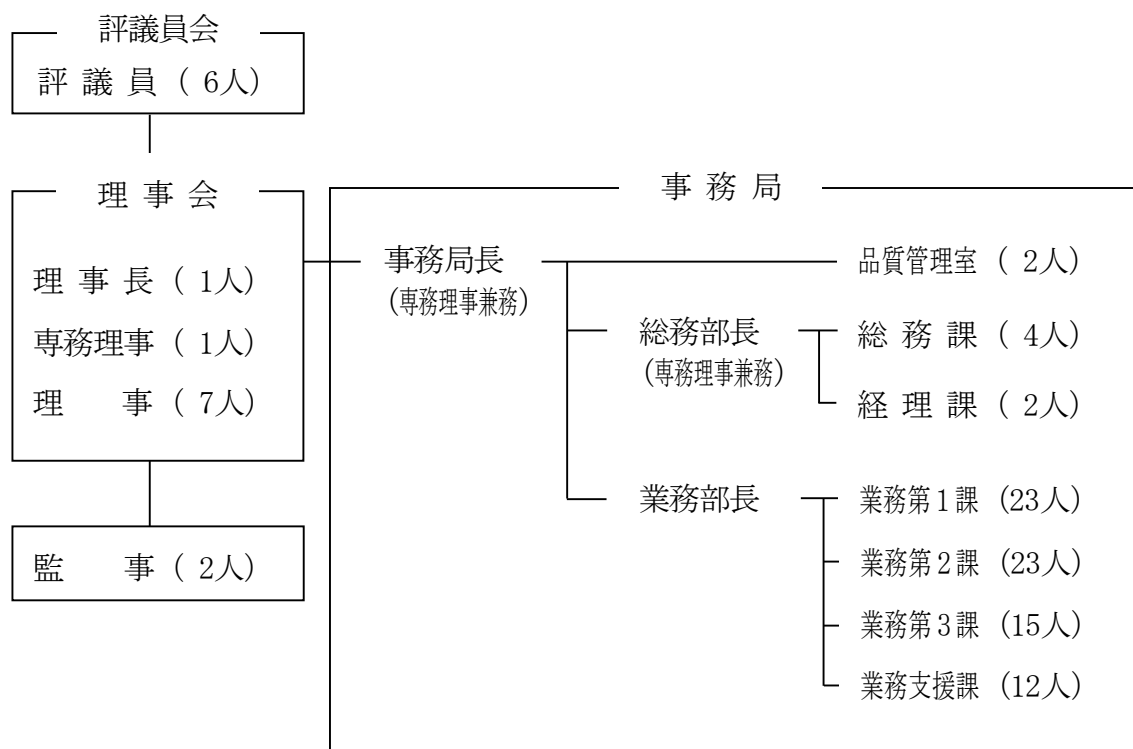 評議員会
評 議 員 ( 6人)
理 事 会
理 事 長 ( 1人)
専務理事 ( 1人)
理　　事 ( 7人)
監　　事 ( 2人)
事 務 局
事務局長
(専務理事兼務)
品質管理室 ( 2人)
総務部長
(専務理事兼務)
総 務 課 ( 4人)
経 理 課 ( 2人)
業務部長
業務第1課 (23人)
業務第2課 (23人)
業務第3課 (15人)
業務支援課 (12人)